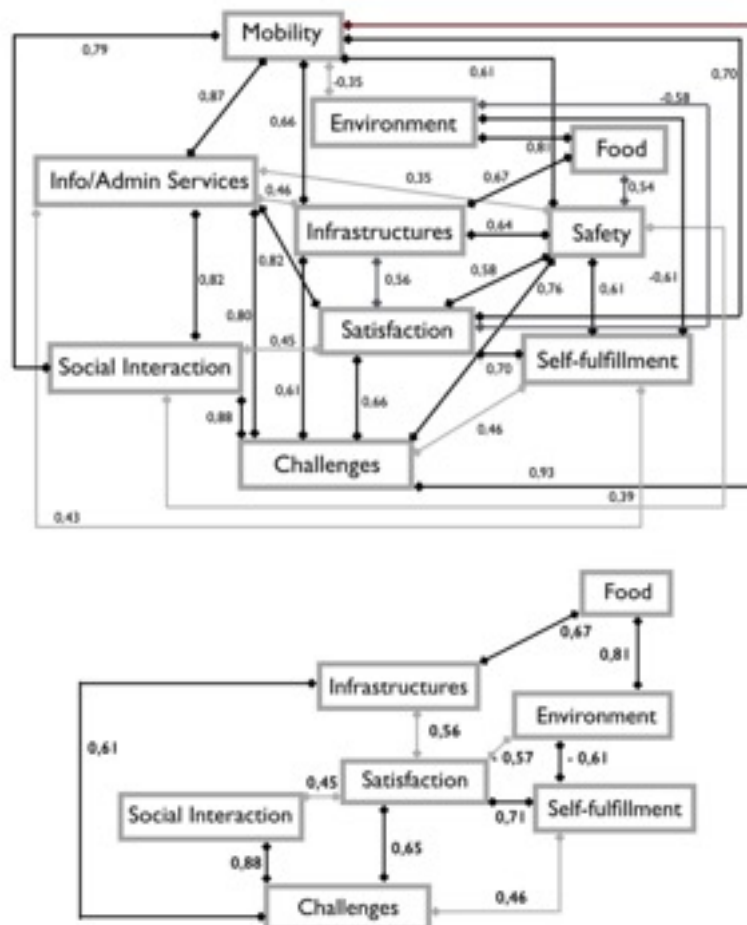 Mobility
0,79
0,61
0,70
-0,35
-0,58
0,87
0,66
Environment
0,81
Food
Info/Admin Services
0,35
0,67
0,54
0,46
Infrastructures
0,64
Safety
0,82
0,82
0,56
0,58
0,76
0,61
-0,61
0,80
Satisfaction
0,45
Self-fulfillment
Social Interaction
0,70
0,61
0,66
0,88
0,46
Challenges
0,93
0,39
0,43
Food
0,67
0,81
Infrastructures
Environment
0,56
0,61
- 0,57
- 0,61
Satisfaction
0,45
Social Interaction
0,71
Self-fulfillment
0,65
0,88
0,46
Challenges